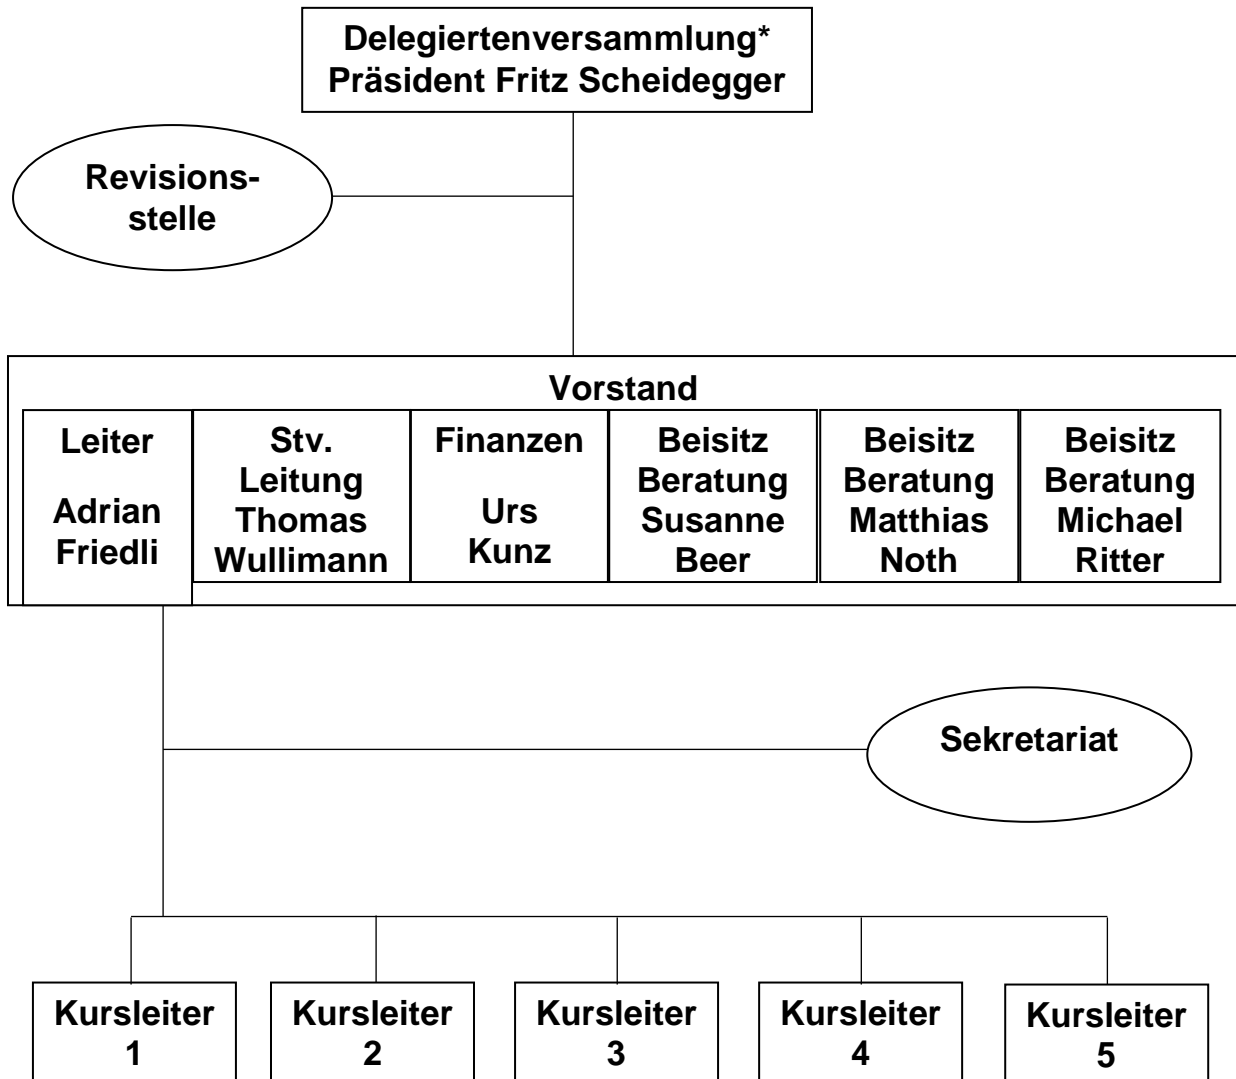 Delegiertenversammlung*
Präsident Fritz Scheidegger
Revisions-
stelle
Vorstand
Leiter
Adrian
Friedli
Stv.
Leitung
Thomas
Wullimann
Finanzen
Urs
Kunz
Beisitz
Beratung
Susanne
Beer
Beisitz
Beratung
Matthias
Noth
Beisitz
Beratung
Michael
Ritter
Sekretariat
Kursleiter
1
Kursleiter
2
Kursleiter
3
Kursleiter
4
Kursleiter
5